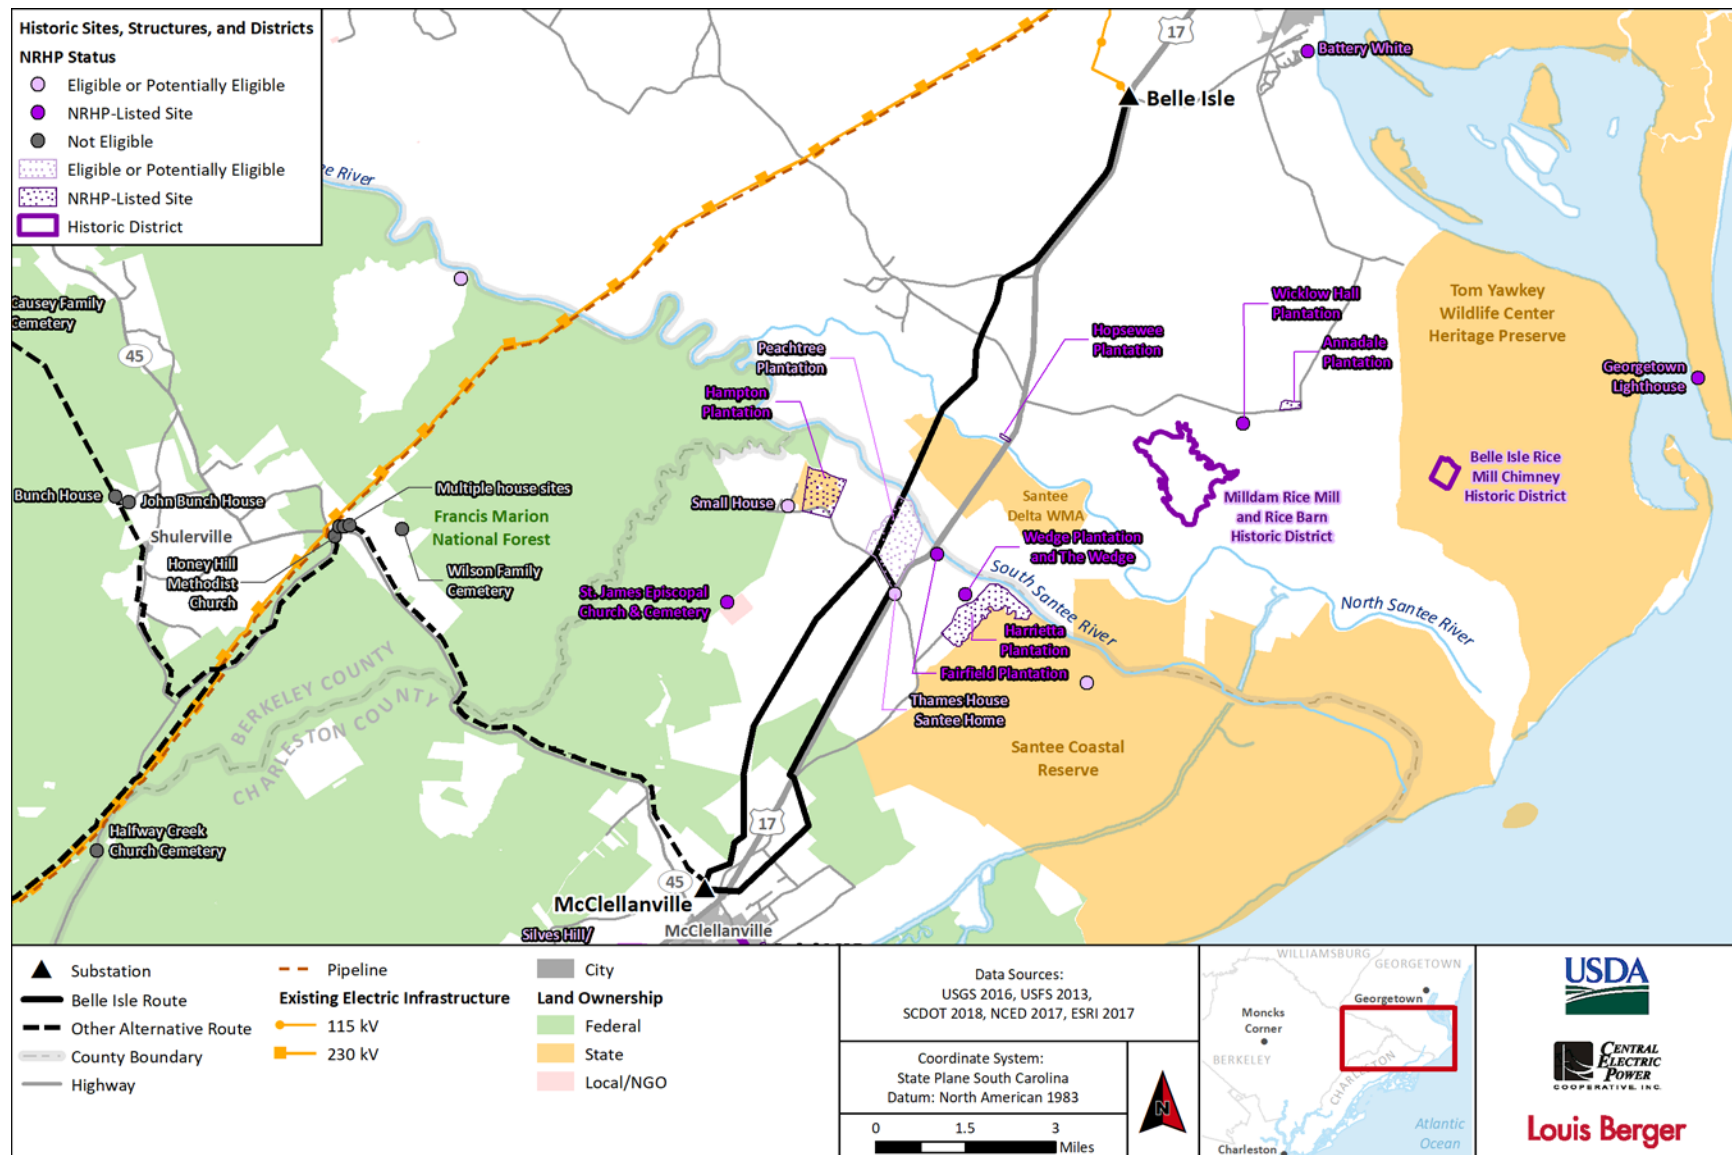 Historic Sites, Structures, and Districts
NRHP Status
Eligible or Potentially Eligible
NRHP-Listed Site
Not Eligible
Eligible or Potentially Eligible
NRHP-Listed Site
Historic District
17
Battery White
Belle Isle
River
Causey Family
Cemetery
45
Peachtree
Plantation
Hampton
Plantation
Hopsewee
Plantation
Wicklow Hall
Plantation
Annadale
Plantation
Tom Yawkey
Wildlife Center
Heritage Preserve
Georgetown
Lighthouse
Bunch House
John Bunch House
Multiple house sites
Shulerville
Francis Marion
National Forest
Honey Hill
Methodist
Church
Wilson Family
Cemetery
Small House
St. James Episcopal
Church & Cemetery
Santee
Delta WMA
Wedge Plantation
and The Wedge
Milldam Rice Mill
and Rice Barn
Historic District
Belle Isle Rice
Mill Chimney
Historic District
South Santee River
North Santee River
Harrietta
Plantation
Fairfield Plantation
Thames House
Santee Home
Santee Coastal
Reserve
BERKELEY COUNTY
CHARLESTON COUNTY
Halfway Creek
Church Cemetery
17
45
McClellanville
McClellanville
Silves Hill/
Substation
Belle Isle Route
Other Alternative Route
County Boundary
Highway
Pipeline
Existing Electric Infrastructure
115 kV
230 kV
City
Land Ownership
Federal
State
Local/NGO
Data Sources:
USGS 2016, USFS 2013,
SCDOT 2018, NCED 2017, ESRI 2017
Coordinate System:
State Plane South Carolina
Datum: North American 1983
0 1.5 3
Miles
N
WILLIAMSBURG
GEORGETOWN
Georgetown
Moncks
Corner
BERKELEY
CHARLESTON
Charleston
Atlantic
Ocean
USDA
CENTRAL
ELECTRIC
POWER
COOPERATIVE, INC.
Louis Berger